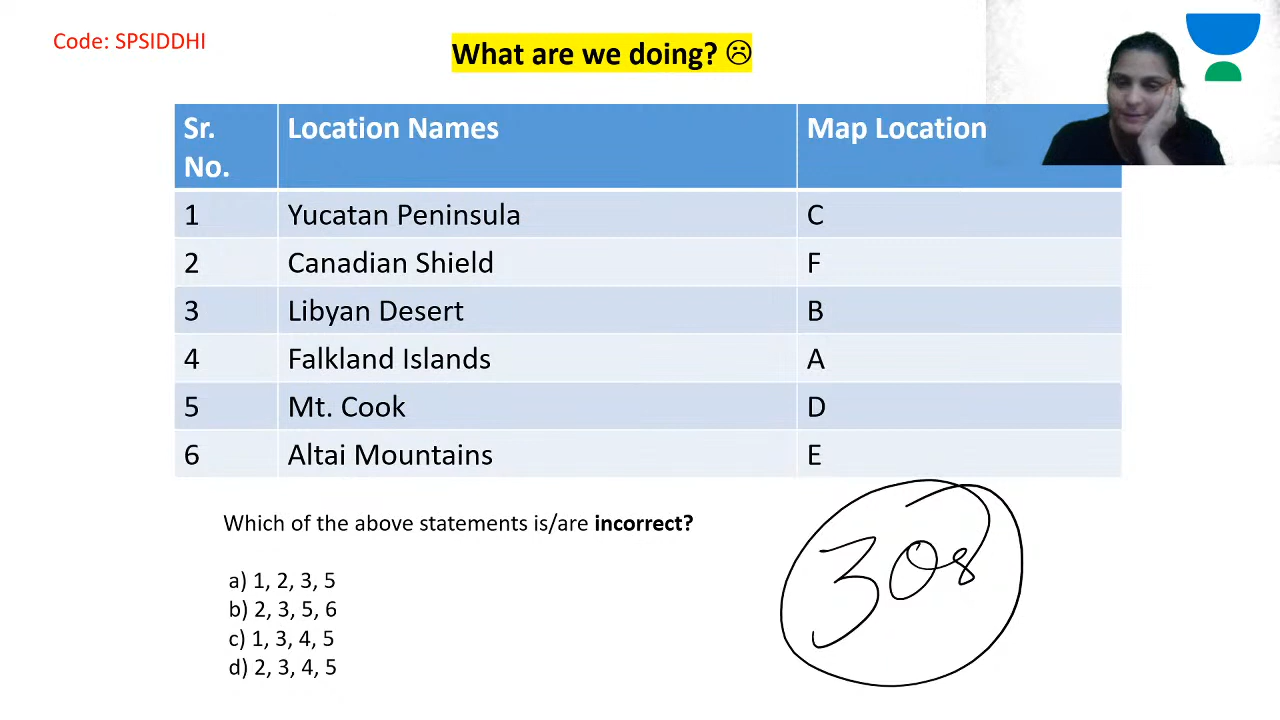 Code: SPSIDDHI
What are we doing? ☹
Sr. No. Location Names Map Location
1 Yucatan Peninsula C
2 Canadian Shield F
3 Libyan Desert B
4 Falkland Islands A
5 Mt. Cook D
6 Altai Mountains E
Which of the above statements is/are incorrect?
a) 1, 2, 3, 5
b) 2, 3, 5, 6
c) 1, 3, 4, 5
d) 2, 3, 4, 5
30s